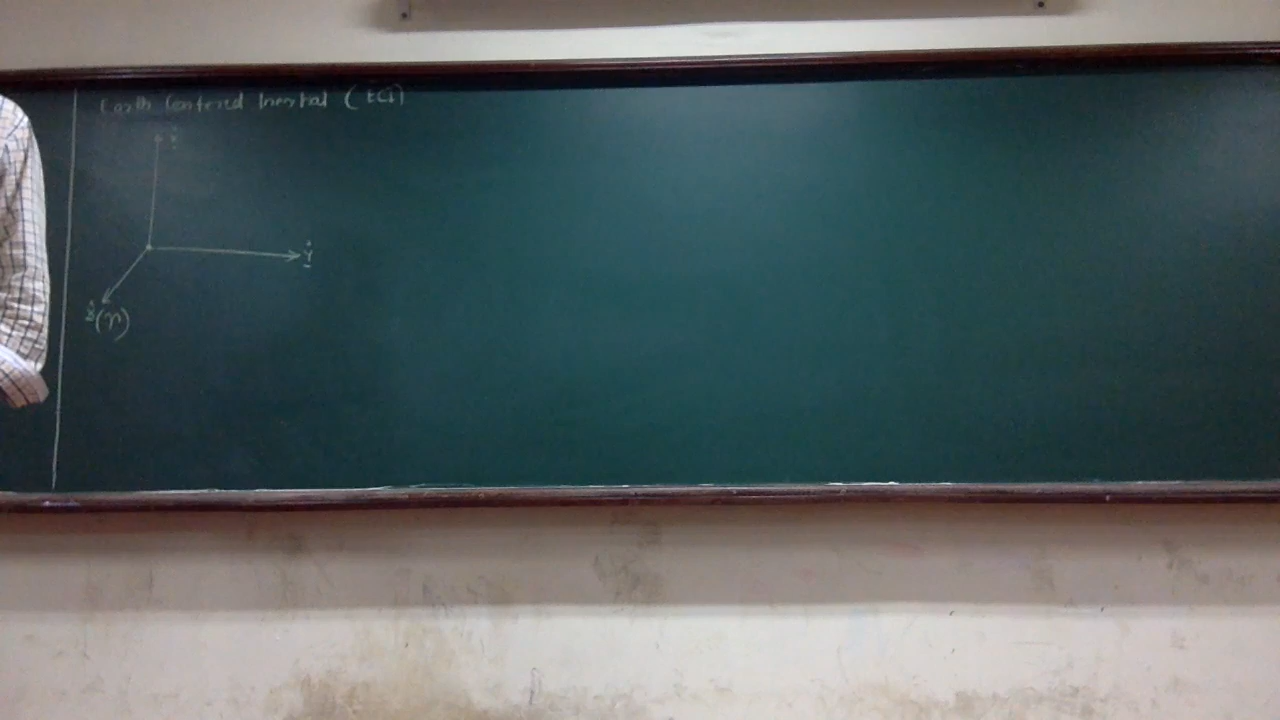 Earth Centered Inertial (ECI)
Ŷ
X̂(♈)